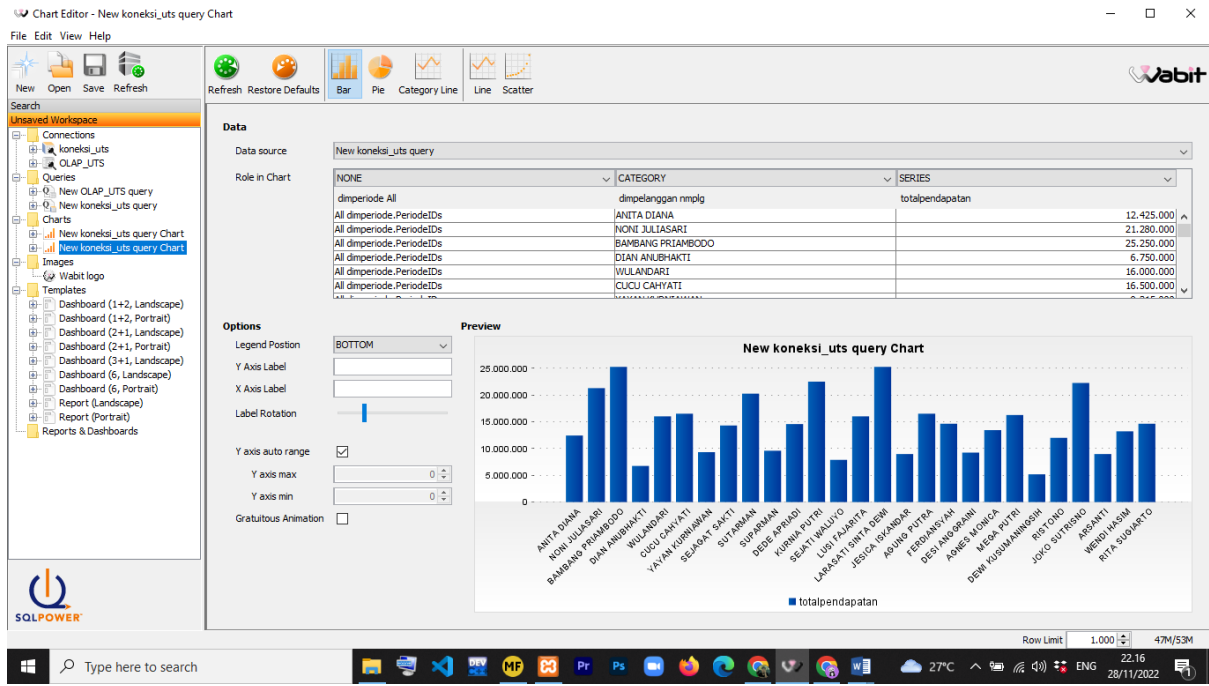 Chart Editor - New koneksi_uts query Chart
File Edit View Help
New Open Save Refresh
Refresh Restore Defaults Bar Pie Category Line Line Scatter
Wabit
Search
Unsaved Workspace
Connections
koneksi_uts
OLAP_UTS
Queries
New OLAP_UTS query
New koneksi_uts query
Charts
New koneksi_uts query Chart
New koneksi_uts query Chart
Images
Wabit logo
Templates
Dashboard (1+2, Landscape)
Dashboard (1+2, Portrait)
Dashboard (2+1, Landscape)
Dashboard (2+1, Portrait)
Dashboard (3+1, Landscape)
Dashboard (6, Landscape)
Dashboard (6, Portrait)
Report (Landscape)
Report (Portrait)
Reports & Dashboards
SQLPOWER
Data
Data source New koneksi_uts query
Role in Chart NONE CATEGORY SERIES
dimperiode All dimpelanggan nmplg totalpendapatan
All dimperiode.PeriodeIDs ANITA DIANA 12.425.000
All dimperiode.PeriodeIDs NONI JULIASARI 21.280.000
All dimperiode.PeriodeIDs BAMBANG PRIAMBODO 25.250.000
All dimperiode.PeriodeIDs DIAN ANUBHAKTI 6.750.000
All dimperiode.PeriodeIDs WULANDARI 16.000.000
All dimperiode.PeriodeIDs CUCU CAHYATI 16.500.000
Options
Legend Postion BOTTOM
Y Axis Label
X Axis Label
Label Rotation
Y axis auto range
Y axis max 0
Y axis min 0
Gratuitous Animation
Preview
New koneksi_uts query Chart
25.000.000
20.000.000
15.000.000
10.000.000
5.000.000
0
ANITA DIANA
NONI JULIASARI
BAMBANG PRIAMBODO
DIAN ANUBHAKTI
WULANDARI
CUCU CAHYATI
YAYAN KURNIAWAN
SEJAGAT SAKTI
SUTARMAN
SUPARMAN
DEDE APRIADI
KURNIA PUTRI
SEJATI WALUYO
LUSI FAJARITA
LARASATI SINTA DEWI
JESICA ISKANDAR
AGUNG PUTRA
FERDIANSYAH
DESI ANGGRAINI
AGNES MONICA
MEGA PUTRI
DEWI KUSUMANINGSIH
RISTONO
JOKO SUTRISNO
ARSANTI
WENDI HASIM
RITA SUGIARTO
totalpendapatan
Row Limit 1.000 47M/53M
Type here to search
DEV
MF
Pr
Ps
27°C
ENG
22.16
28/11/2022
1